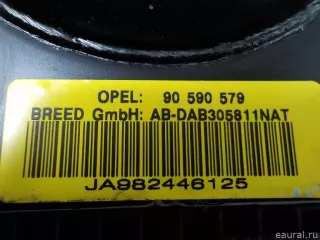 OPEL: 90 590 579
BREED GmbH: AB-DAB305811NAT
JA982446125
eaural.ru